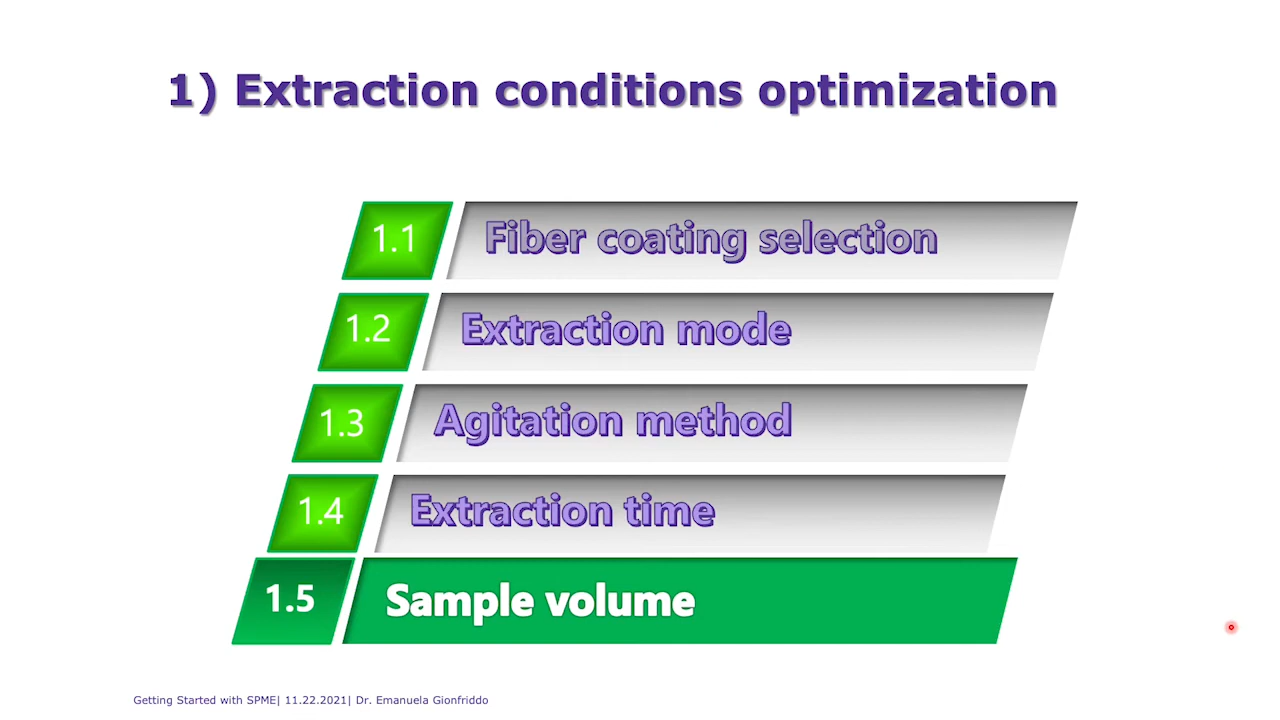 1) Extraction conditions optimization
1.1 Fiber coating selection
1.2 Extraction mode
1.3 Agitation method
1.4 Extraction time
1.5 Sample volume
Getting Started with SPME| 11.22.2021| Dr. Emanuela Gionfriddo